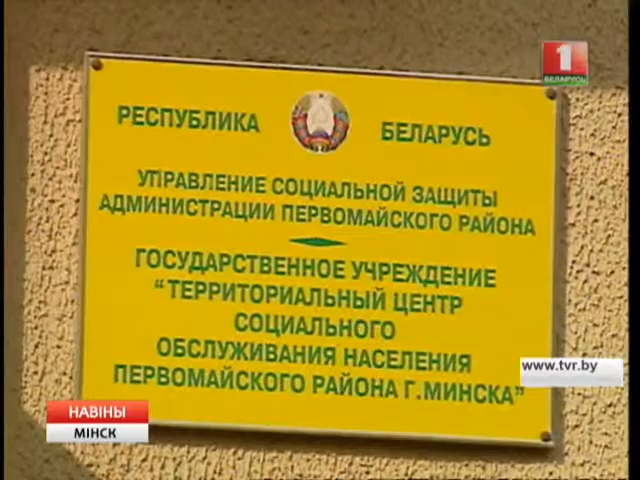 1
БЕЛАРУСЬ
РЕСПУБЛИКА БЕЛАРУСЬ
УПРАВЛЕНИЕ СОЦИАЛЬНОЙ ЗАЩИТЫ
АДМИНИСТРАЦИИ ПЕРВОМАЙСКОГО РАЙОНА
ГОСУДАРСТВЕННОЕ УЧРЕЖДЕНИЕ
“ТЕРРИТОРИАЛЬНЫЙ ЦЕНТР
СОЦИАЛЬНОГО
ОБСЛУЖИВАНИЯ НАСЕЛЕНИЯ
ПЕРВОМАЙСКОГО РАЙОНА Г.МИНСКА”
www.tvr.by
НАВІНЫ
МІНСК